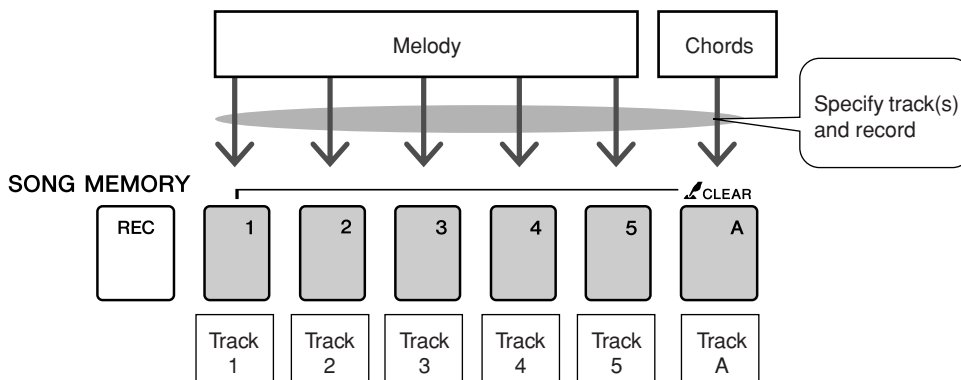 Melody
Chords
Specify track(s)
and record
SONG MEMORY
CLEAR
REC
1
2
3
4
5
A
Track
1
Track
2
Track
3
Track
4
Track
5
Track
A